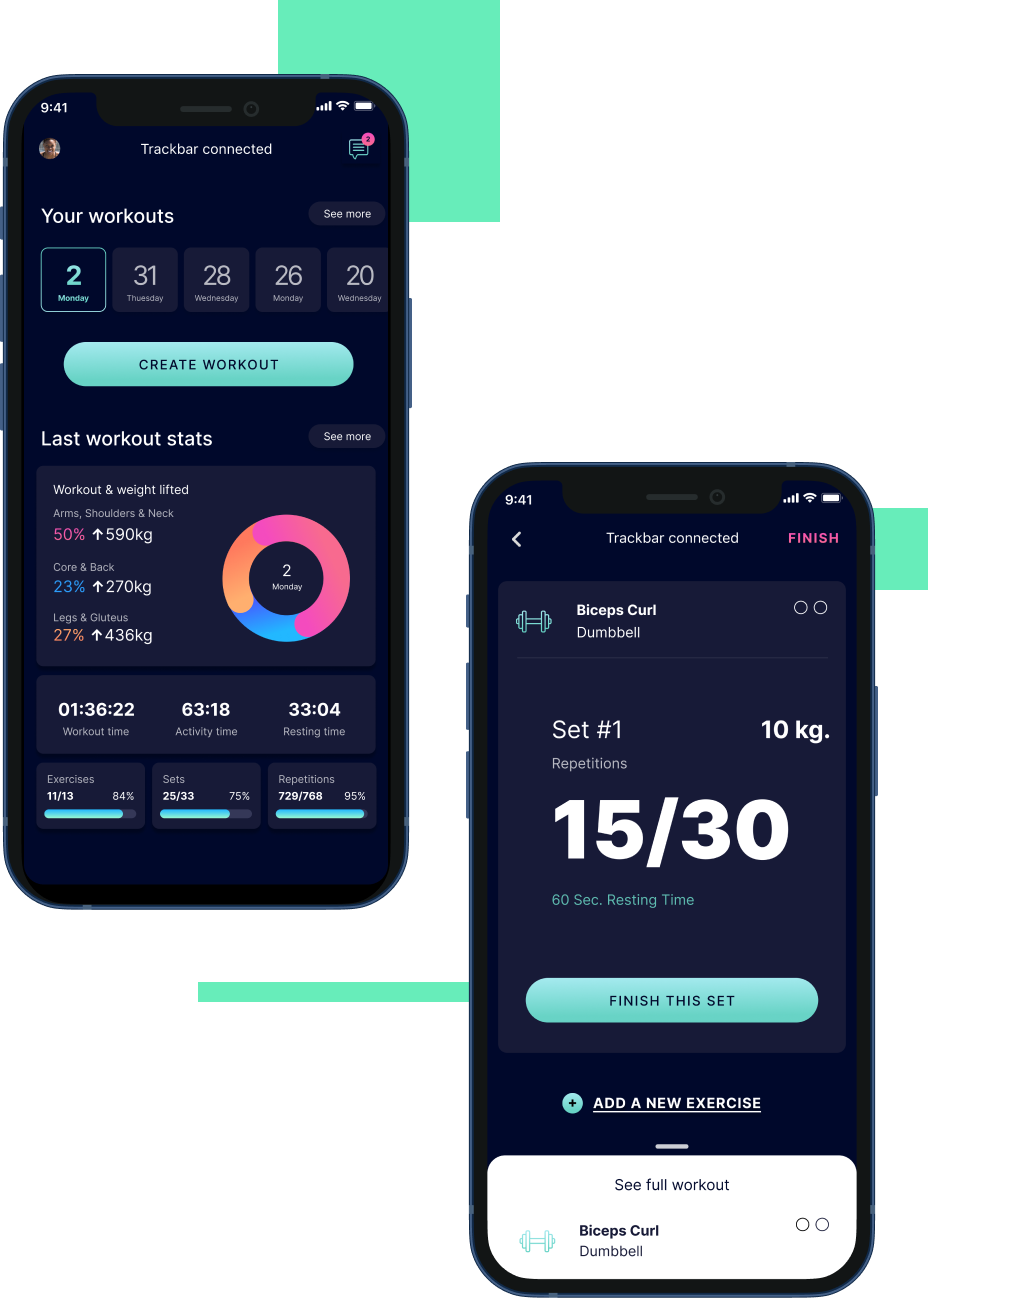 9:41
Trackbar connected
2
Your workouts
See more
2 31 28 26 20
Monday Thuesday Wednesday Monday Wednesday
CREATE WORKOUT
Last workout stats
See more
Workout & weight lifted
Arms, Shoulders & Neck
50% ↑590kg
Core & Back
23% ↑270kg
Legs & Gluteus
27% ↑436kg
2
Monday
01:36:22 63:18 33:04
Workout time Activity time Resting time
Exercises Sets Repetitions
11/13 84% 25/33 75% 729/768 95%
9:41
Trackbar connected FINISH
Biceps Curl
Dumbbell
Set #1 10 kg.
Repetitions
15/30
60 Sec. Resting Time
FINISH THIS SET
+ ADD A NEW EXERCISE
See full workout
Biceps Curl
Dumbbell